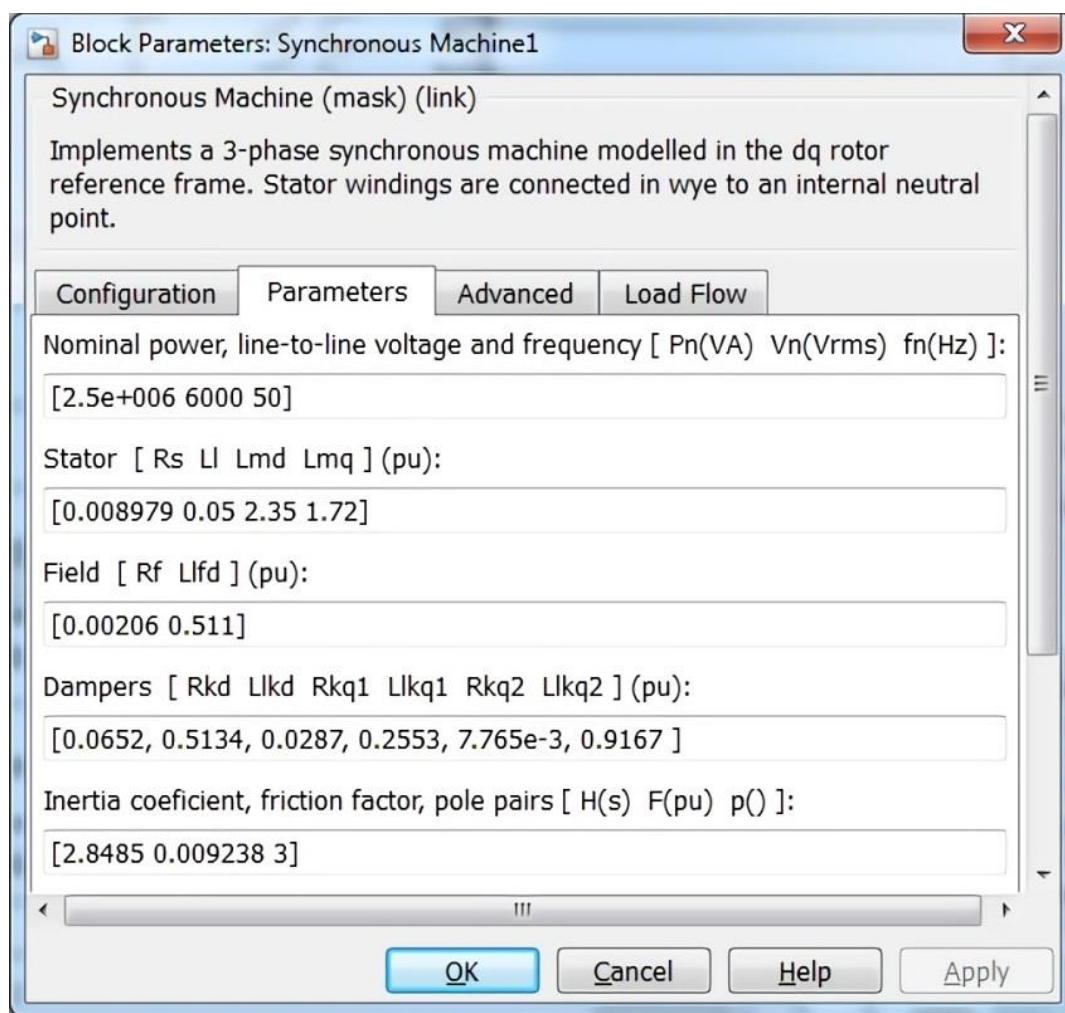 Block Parameters: Synchronous Machine1
Synchronous Machine (mask) (link)
Implements a 3-phase synchronous machine modelled in the dq rotor
reference frame. Stator windings are connected in wye to an internal neutral
point.
Configuration Parameters Advanced Load Flow
Nominal power, line-to-line voltage and frequency [ Pn(VA) Vn(Vrms) fn(Hz) ]:
[2.5e+006 6000 50]
Stator [ Rs Ll Lmd Lmq ] (pu):
[0.008979 0.05 2.35 1.72]
Field [ Rf Llfd ] (pu):
[0.00206 0.511]
Dampers [ Rkd Llkd Rkq1 Llkq1 Rkq2 Llkq2 ] (pu):
[0.0652, 0.5134, 0.0287, 0.2553, 7.765e-3, 0.9167 ]
Inertia coeficient, friction factor, pole pairs [ H(s) F(pu) p() ]:
[2.8485 0.009238 3]
OK Cancel Help Apply